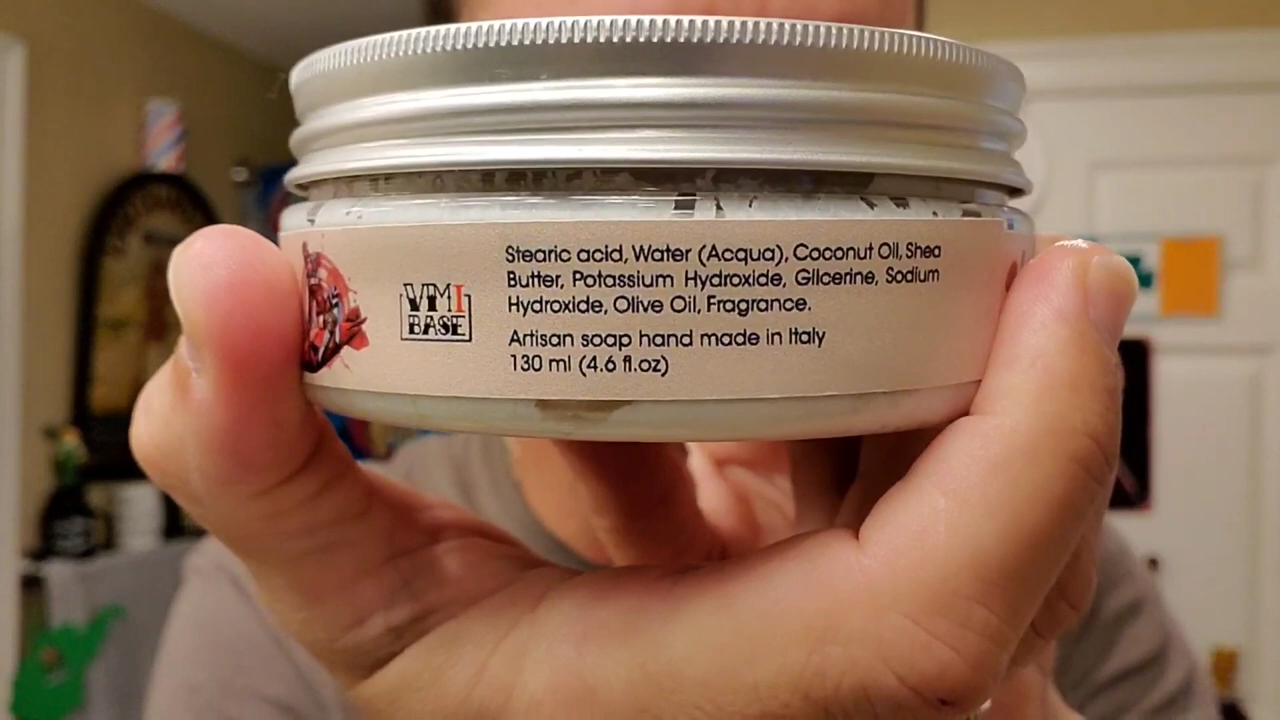 VMI
BASE
Stearic acid, Water (Acqua), Coconut Oil, Shea
Butter, Potassium Hydroxide, Gilcerine, Sodium
Hydroxide, Olive Oil, Fragrance.
Artisan soap hand made in Italy
130 ml (4.6 fl.oz)